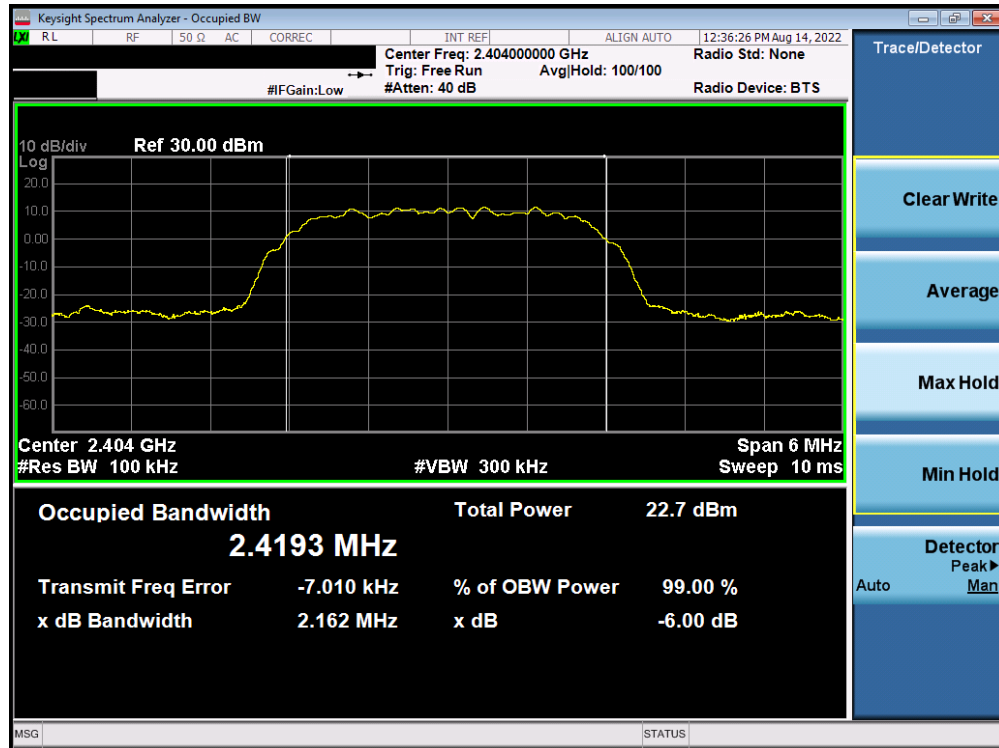 Keysight Spectrum Analyzer - Occupied BW
LXI RL RF 50 Ω AC CORREC INT REF ALIGN AUTO 12:36:26 PM Aug 14, 2022
Center Freq: 2.404000000 GHz Radio Std: None
Trig: Free Run Avg|Hold: 100/100
#IFGain:Low #Atten: 40 dB Radio Device: BTS
10 dB/div Ref 30.00 dBm
Log
20.0
10.0
0.00
-10.0
-20.0
-30.0
-40.0
-50.0
-60.0
Center 2.404 GHz Span 6 MHz
#Res BW 100 kHz #VBW 300 kHz Sweep 10 ms
Occupied Bandwidth Total Power 22.7 dBm
2.4193 MHz
Transmit Freq Error -7.010 kHz % of OBW Power 99.00 %
x dB Bandwidth 2.162 MHz x dB -6.00 dB
MSG STATUS
Trace/Detector
Clear Write
Average
Max Hold
Min Hold
Detector
Peak▶
Auto Man